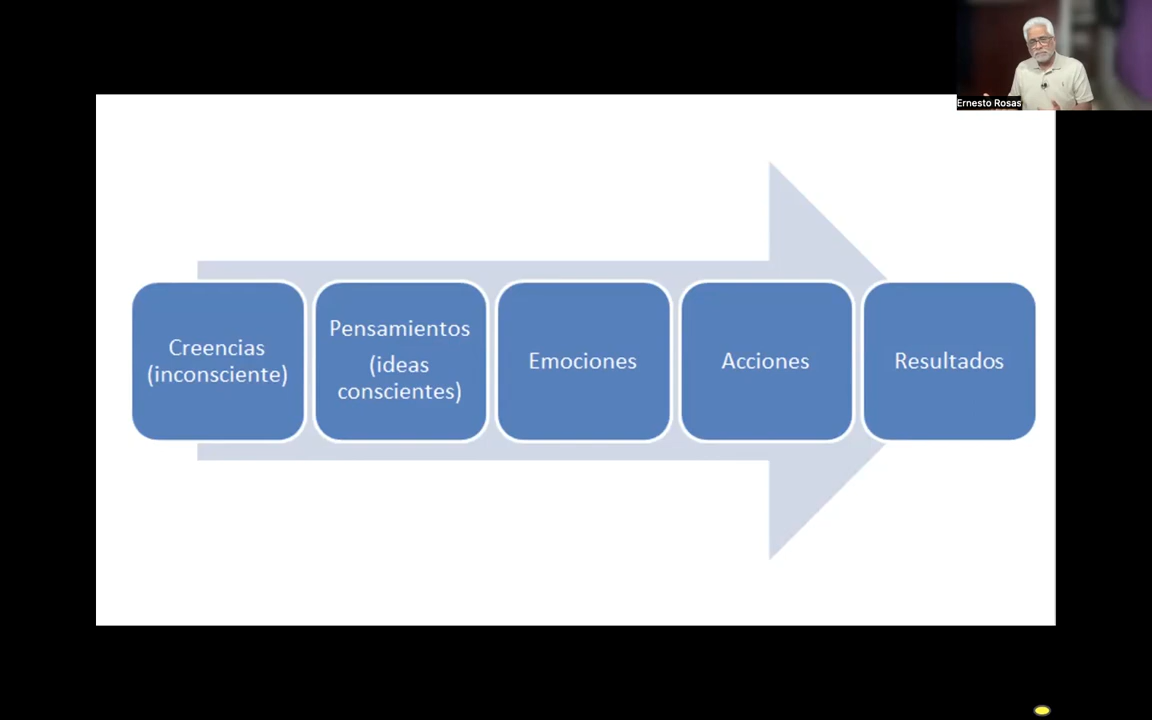 Ernesto Rosas
Creencias
(inconsciente)
Pensamientos
(ideas
conscientes)
Emociones
Acciones
Resultados